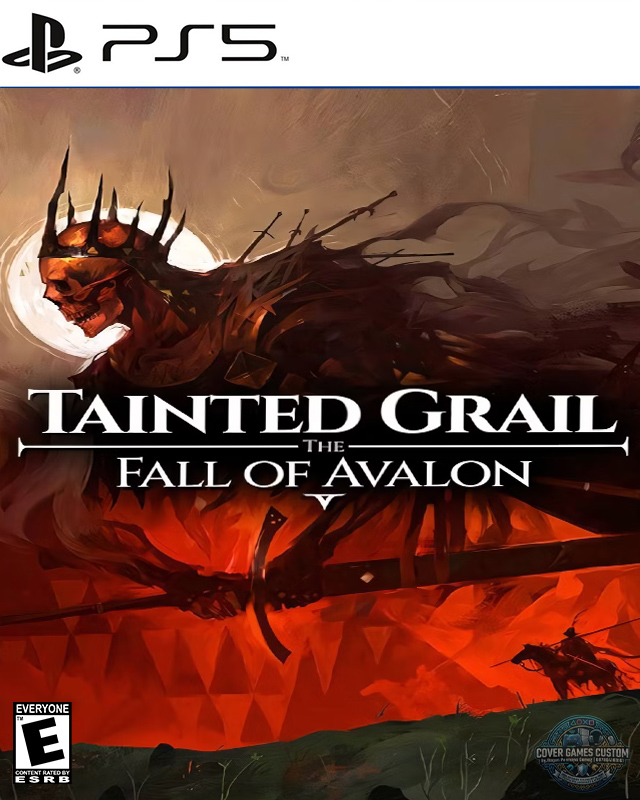 PS5
TAINTED GRAIL
THE
FALL OF AVALON
EVERYONE
E
CONTENT RATED BY
ESRB
COVER GAMES CUSTOM